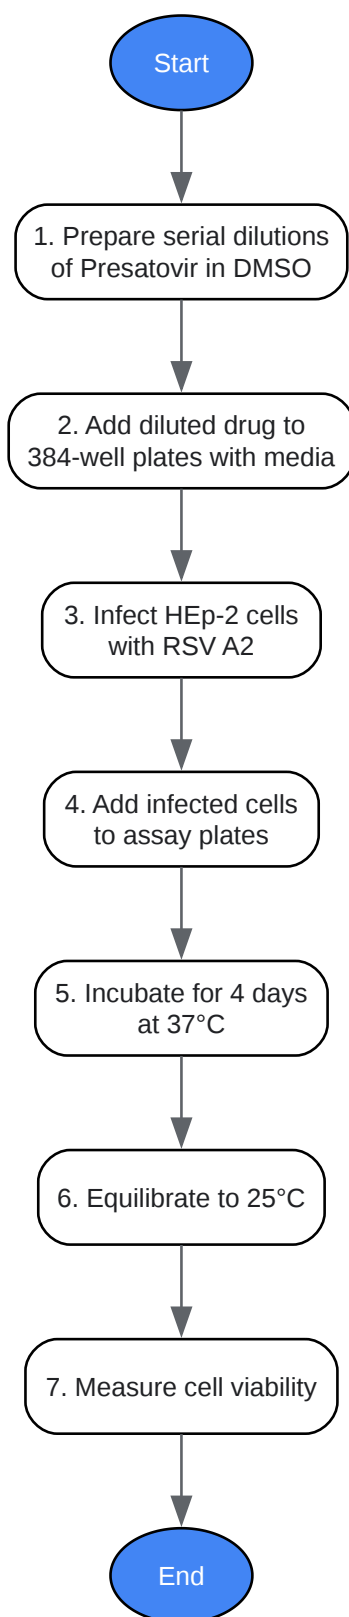 Start
1. Prepare serial dilutions
of Presatovir in DMSO
2. Add diluted drug to
384-well plates with media
3. Infect HEp-2 cells
with RSV A2
4. Add infected cells
to assay plates
5. Incubate for 4 days
at 37°C
6. Equilibrate to 25°C
7. Measure cell viability
End